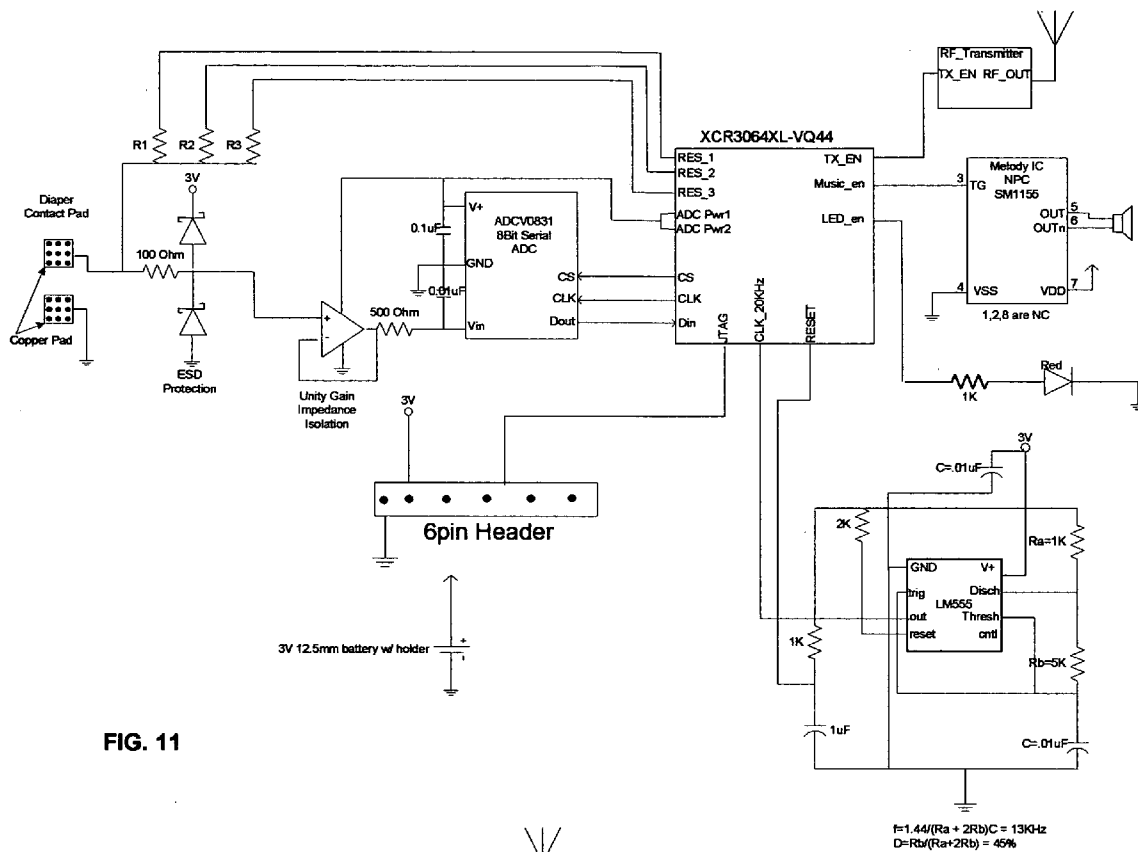 RF_Transmitter
TX_EN RF_OUT
R1
R2
R3
XCR3064XL-VQ44
RES_1
RES_2
RES_3
ADC Pwr1
ADC Pwr2
CS
CLK
Din
TX_EN
Music_en
LED_en
JTAG
CLK_20KHz
RESET
Melody IC
NPC
SM1155
3
TG
OUT
5
OUTn
6
4
VSS
VDD
7
1,2,8 are NC
Diaper
Contact Pad
3V
100 Ohm
Copper Pad
ESD
Protection
0.1uF
0.01uF
V+
ADCV0831
8Bit Serial
ADC
GND
CS
CLK
Vin
Dout
+
-
500 Ohm
Unity Gain
Impedance
Isolation
Red
1K
3V
6pin Header
3V 12.5mm battery w/ holder
+
-
3V
C=.01uF
2K
Ra=1K
GND
V+
trig
Disch
LM555
out
Thresh
reset
cntl
1K
Rb=5K
1uF
C=.01uF
f=1.44/(Ra + 2Rb)C = 13KHz
D=Rb/(Ra+2Rb) = 45%
FIG. 11